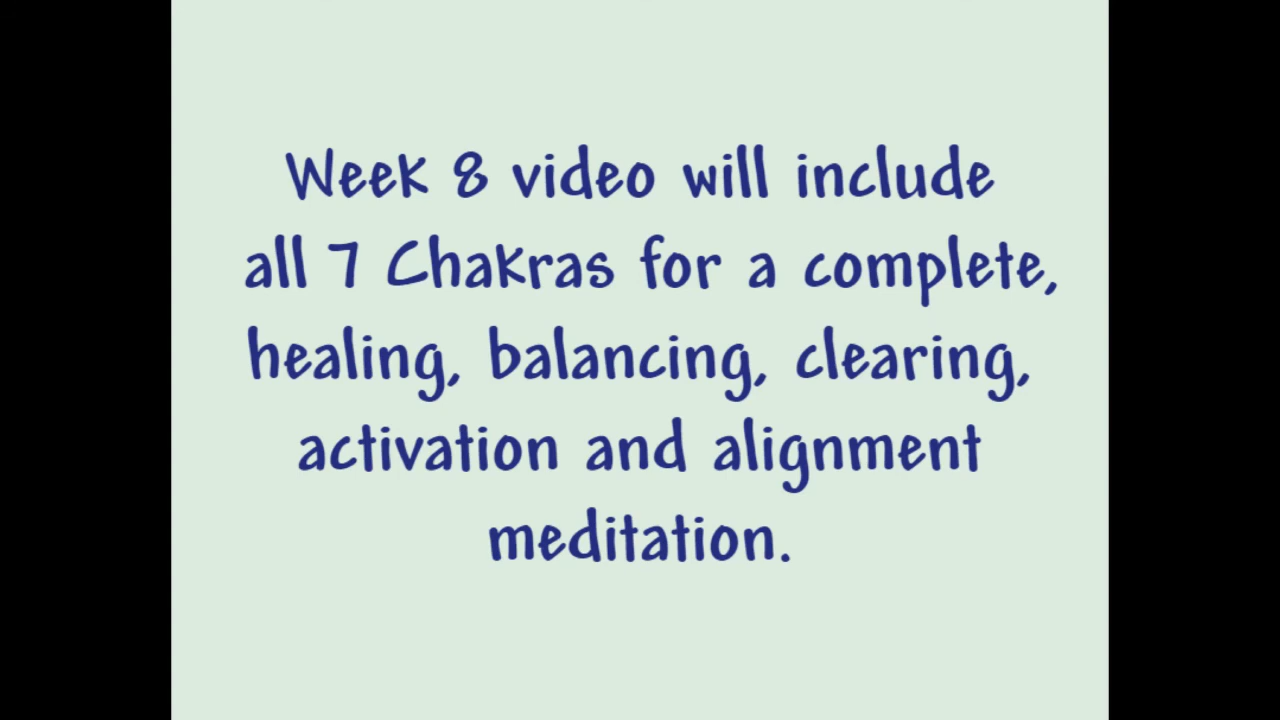 Week 8 video will include
all 7 Chakras for a complete,
healing, balancing, clearing,
activation and alignment
meditation.